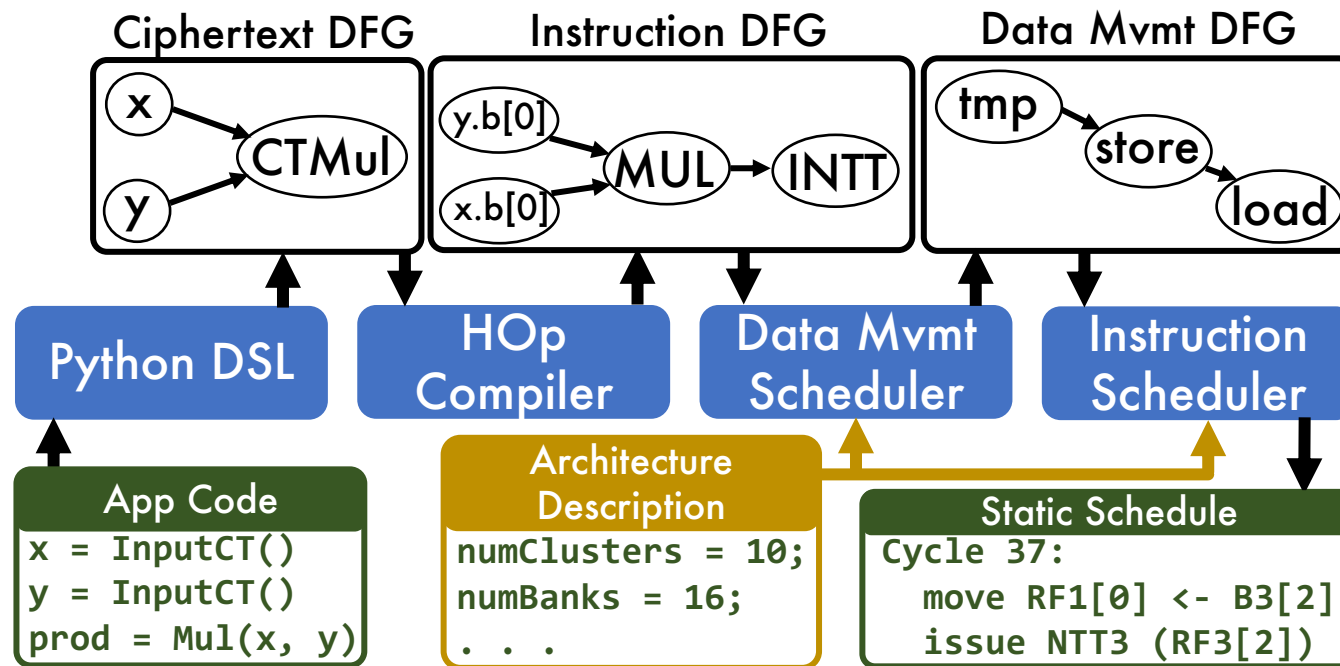 Ciphertext DFG
Instruction DFG
Data Mvmt DFG
x
y
CTMul
y.b[0]
x.b[0]
MUL
INTT
tmp
store
load
Python DSL
HOp
Compiler
Data Mvmt
Scheduler
Instruction
Scheduler
App Code
x = InputCT()
y = InputCT()
prod = Mul(x, y)
Architecture
Description
numClusters = 10;
numBanks = 16;
. . .
Static Schedule
Cycle 37:
move RF1[0] <- B3[2]
issue NTT3 (RF3[2])